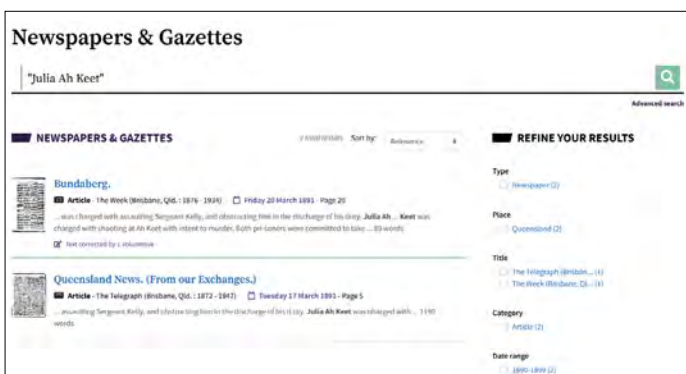 Newspapers & Gazettes
"Julia Ah Keet"
Advanced search
NEWSPAPERS & GAZETTES
Sort by: Relevance
Bundaberg.
Article - The Week (Brisbane, Qld. : 1876 - 1934) Friday 20 March 1891 - Page 20
... was charged with assaulting Sergeant Kelly, and obstructing him in the discharge of his duty. Julia Ah ... Keet was
charged with shooting at Ah Keet with intent to murder. Both prisoners were committed to take ... 83 words
Text corrected by 1 volunteer
Queensland News. (From our Exchanges.)
Article - The Telegraph (Brisbane, Qld. : 1872 - 1947) Tuesday 17 March 1891 - Page 5
... assaulting Sergeant Kelly, and obstructing him in the discharge of his duty. Julia Ah Keet was charged with ... 1190
words
REFINE YOUR RESULTS
Type
Newspaper (2)
Place
Queensland (2)
Title
The Telegraph (Brisban... (1)
The Week (Brisbane, Ql... (1)
Category
Article (2)
Date range
1890-1899 (2)